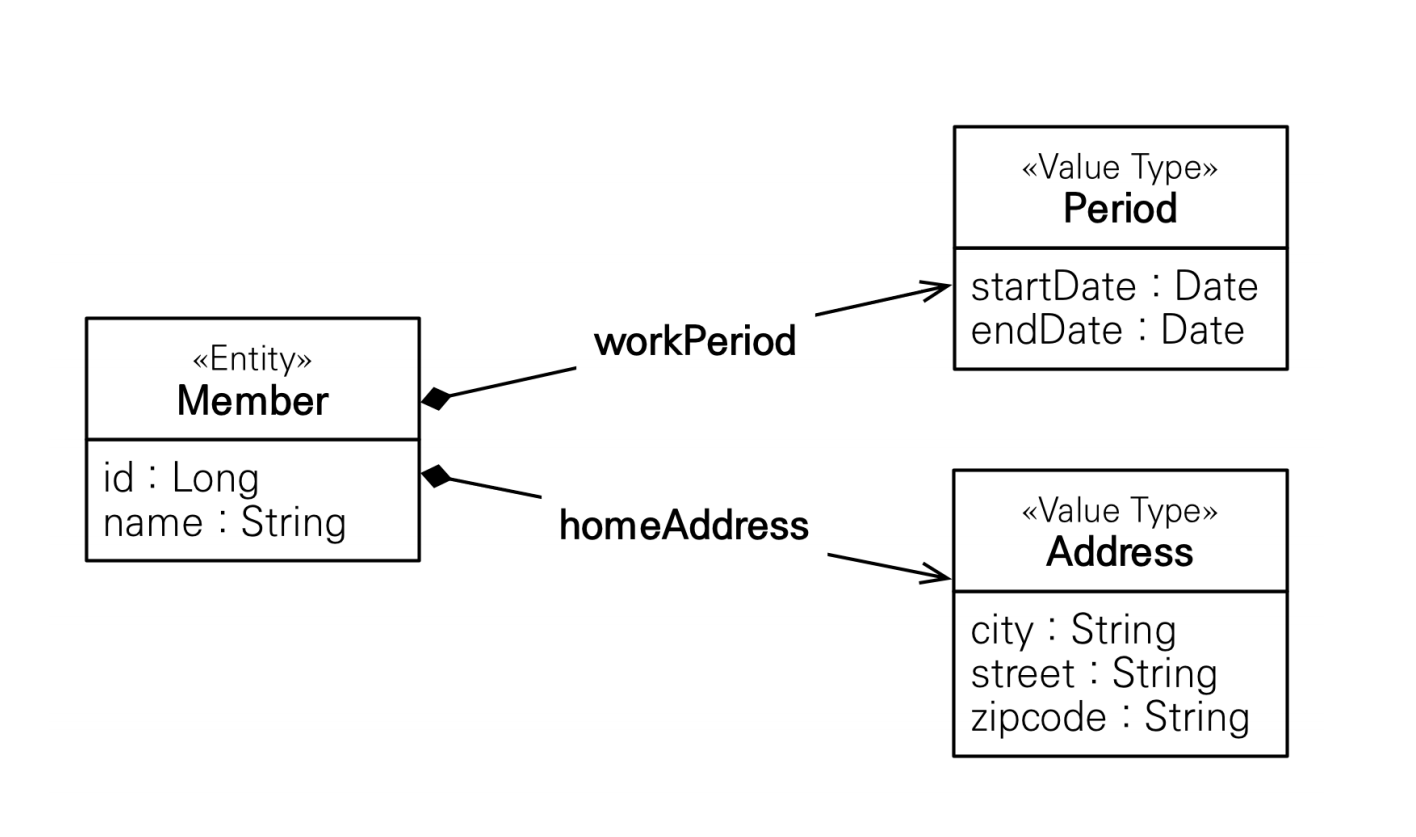 «Entity»
Member
id : Long
name : String
workPeriod
homeAddress
«Value Type»
Period
startDate : Date
endDate : Date
«Value Type»
Address
city : String
street : String
zipcode : String